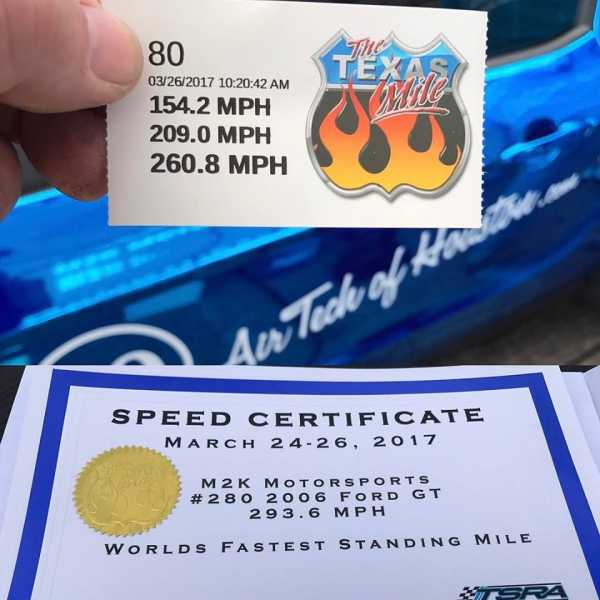 80
03/26/2017 10:20:42 AM
154.2 MPH
209.0 MPH
260.8 MPH
The
TEXAS
Mile
Air Tech of Houston.com
SPEED CERTIFICATE
MARCH 24-26, 2017
M2K MOTORSPORTS
#280 2006 FORD GT
293.6 MPH
WORLDS FASTEST STANDING MILE
TSRA